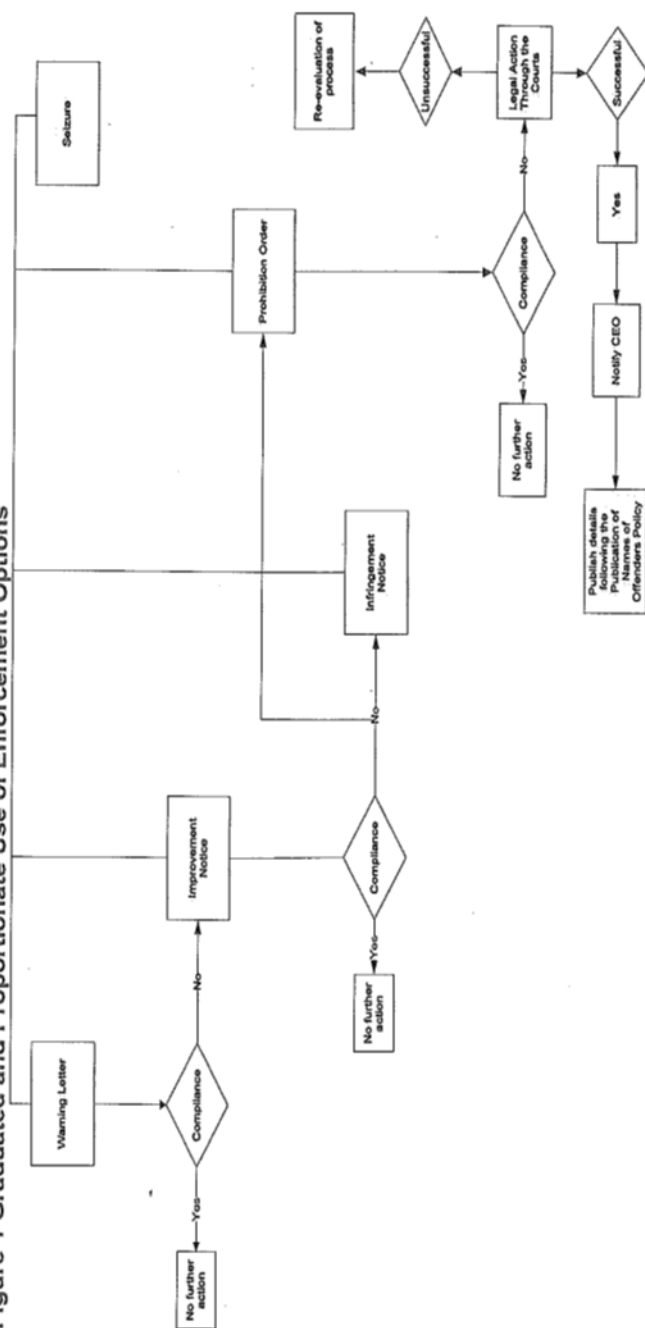 Figure 1 Graduated and Proportionate Use of Enforcement Options
Warning Letter
Improvement
Notice
Infringement
Notice
Prohibition Order
Seizure
Compliance
Yes
No
No further
action
Compliance
Yes
No
No further
action
Compliance
Yes
No
No further
action
Legal Action
Through the
Courts
Unsuccessful
Re-evaluation of
process
Successful
Yes
Notify CEO
Publish details
following the
Publication of
Names of
Offenders Policy